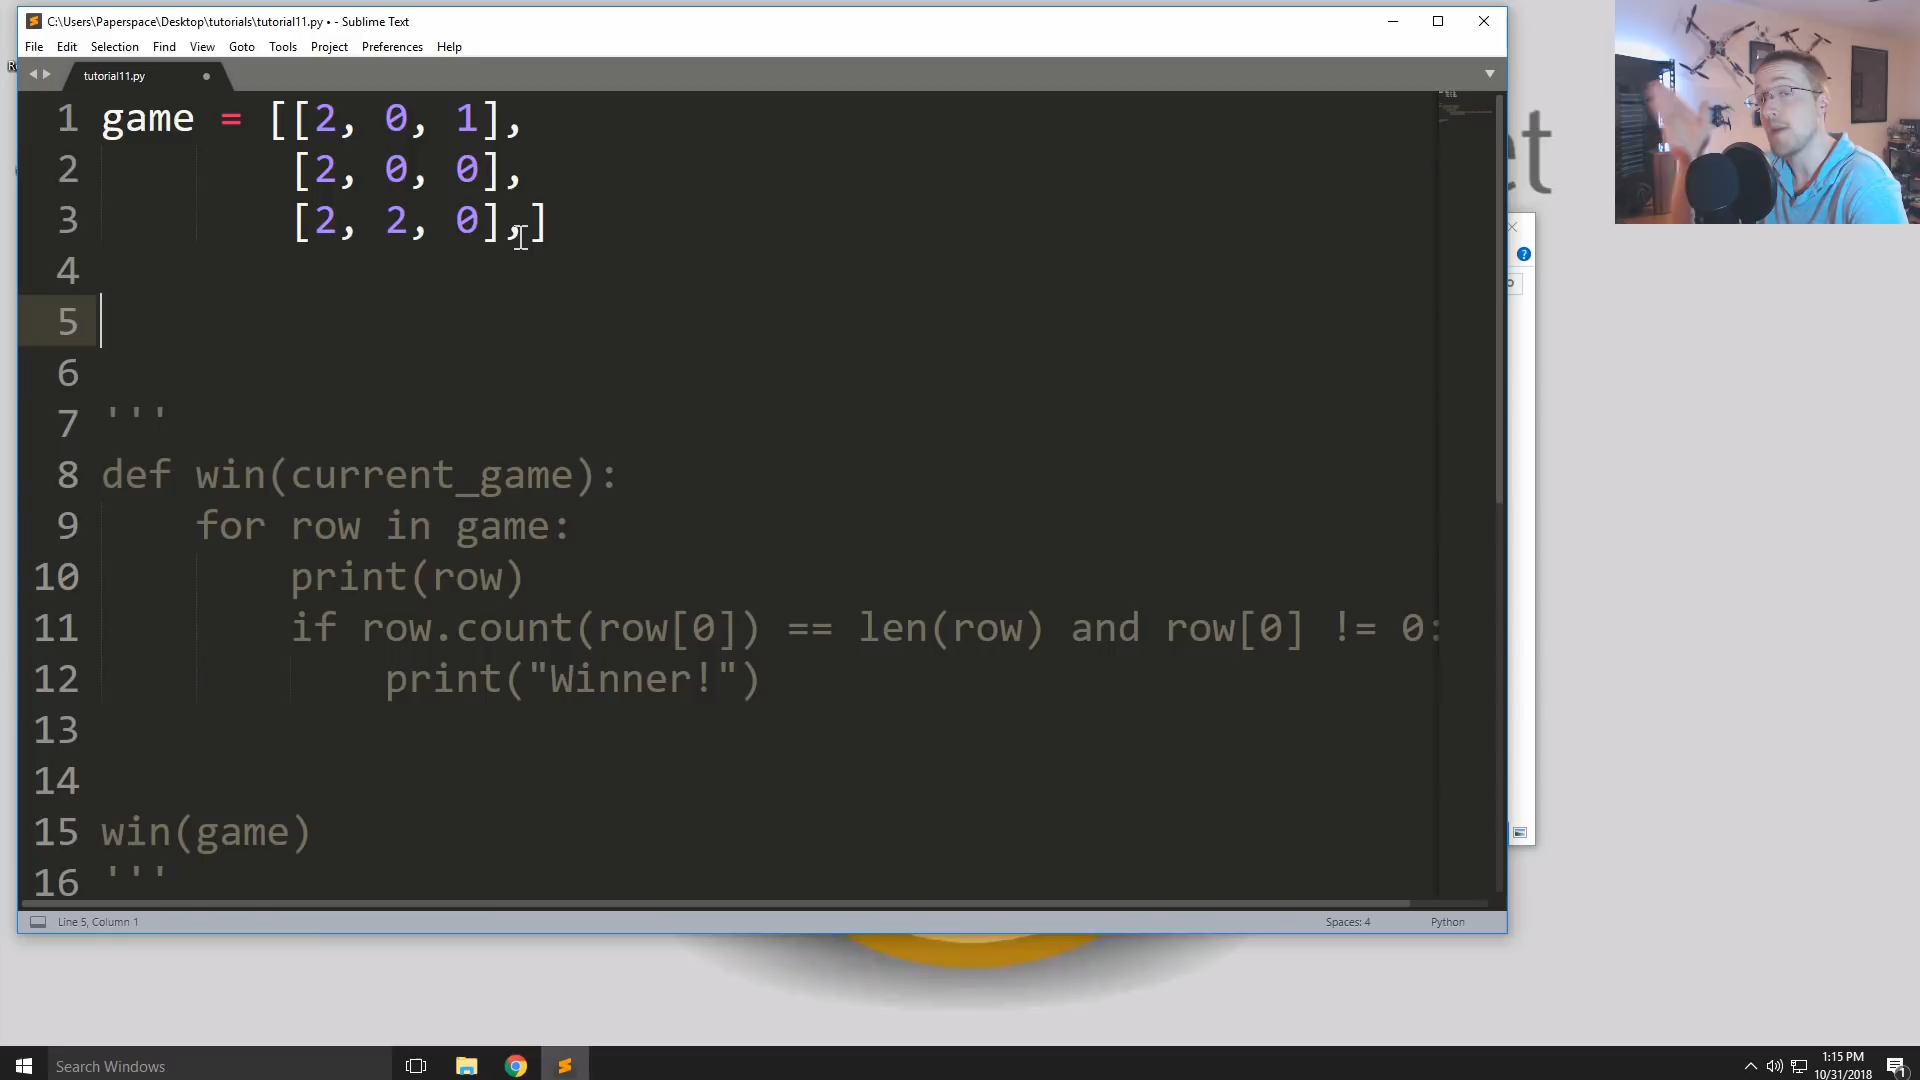 C:\Users\Paperspace\Desktop\tutorials\tutorial11.py • - Sublime Text
File Edit Selection Find View Goto Tools Project Preferences Help
tutorial11.py
1 game = [[2, 0, 1],
2 [2, 0, 0],
3 [2, 2, 0],]
4
5
6
7 '''
8 def win(current_game):
9 for row in game:
10 print(row)
11 if row.count(row[0]) == len(row) and row[0] != 0:
12 print("Winner!")
13
14
15 win(game)
16 '''
Line 5, Column 1 Spaces: 4 Python
et
Search Windows
1:15 PM
10/31/2018
1